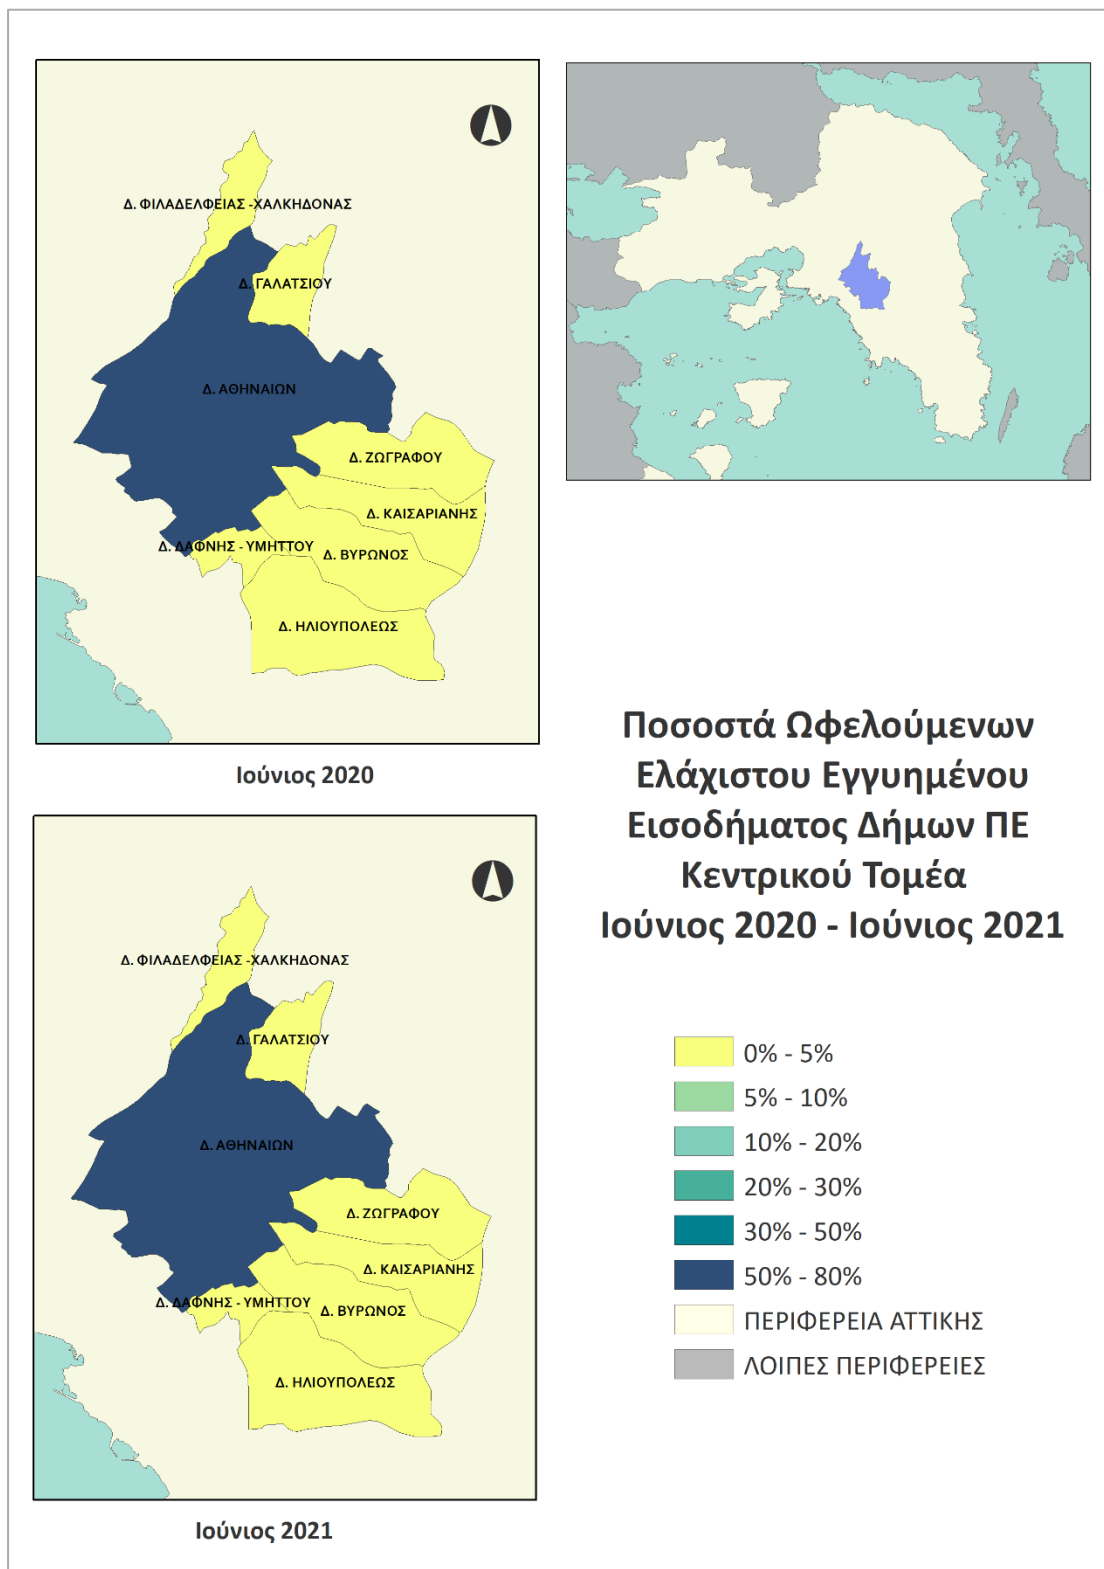 Δ. ΦΙΛΑΔΕΛΦΕΙΑΣ -ΧΑΛΚΗΔΟΝΑΣ
Δ. ΓΑΛΑΤΣΙΟΥ
Δ. ΑΘΗΝΑΙΩΝ
Δ. ΖΩΓΡΑΦΟΥ
Δ. ΚΑΙΣΑΡΙΑΝΗΣ
Δ. ΔΑΦΝΗΣ - ΥΜΗΤΤΟΥ
Δ. ΒΥΡΩΝΟΣ
Δ. ΗΛΙΟΥΠΟΛΕΩΣ
Ιούνιος 2020
Ποσοστά Ωφελούμενων
Ελάχιστου Εγγυημένου
Εισοδήματος Δήμων ΠΕ
Κεντρικού Τομέα
Ιούνιος 2020 - Ιούνιος 2021
Δ. ΦΙΛΑΔΕΛΦΕΙΑΣ -ΧΑΛΚΗΔΟΝΑΣ
Δ. ΓΑΛΑΤΣΙΟΥ
Δ. ΑΘΗΝΑΙΩΝ
Δ. ΖΩΓΡΑΦΟΥ
Δ. ΚΑΙΣΑΡΙΑΝΗΣ
Δ. ΔΑΦΝΗΣ - ΥΜΗΤΤΟΥ
Δ. ΒΥΡΩΝΟΣ
Δ. ΗΛΙΟΥΠΟΛΕΩΣ
Ιούνιος 2021
0% - 5%
5% - 10%
10% - 20%
20% - 30%
30% - 50%
50% - 80%
ΠΕΡΙΦΕΡΕΙΑ ΑΤΤΙΚΗΣ
ΛΟΙΠΕΣ ΠΕΡΙΦΕΡΕΙΕΣ